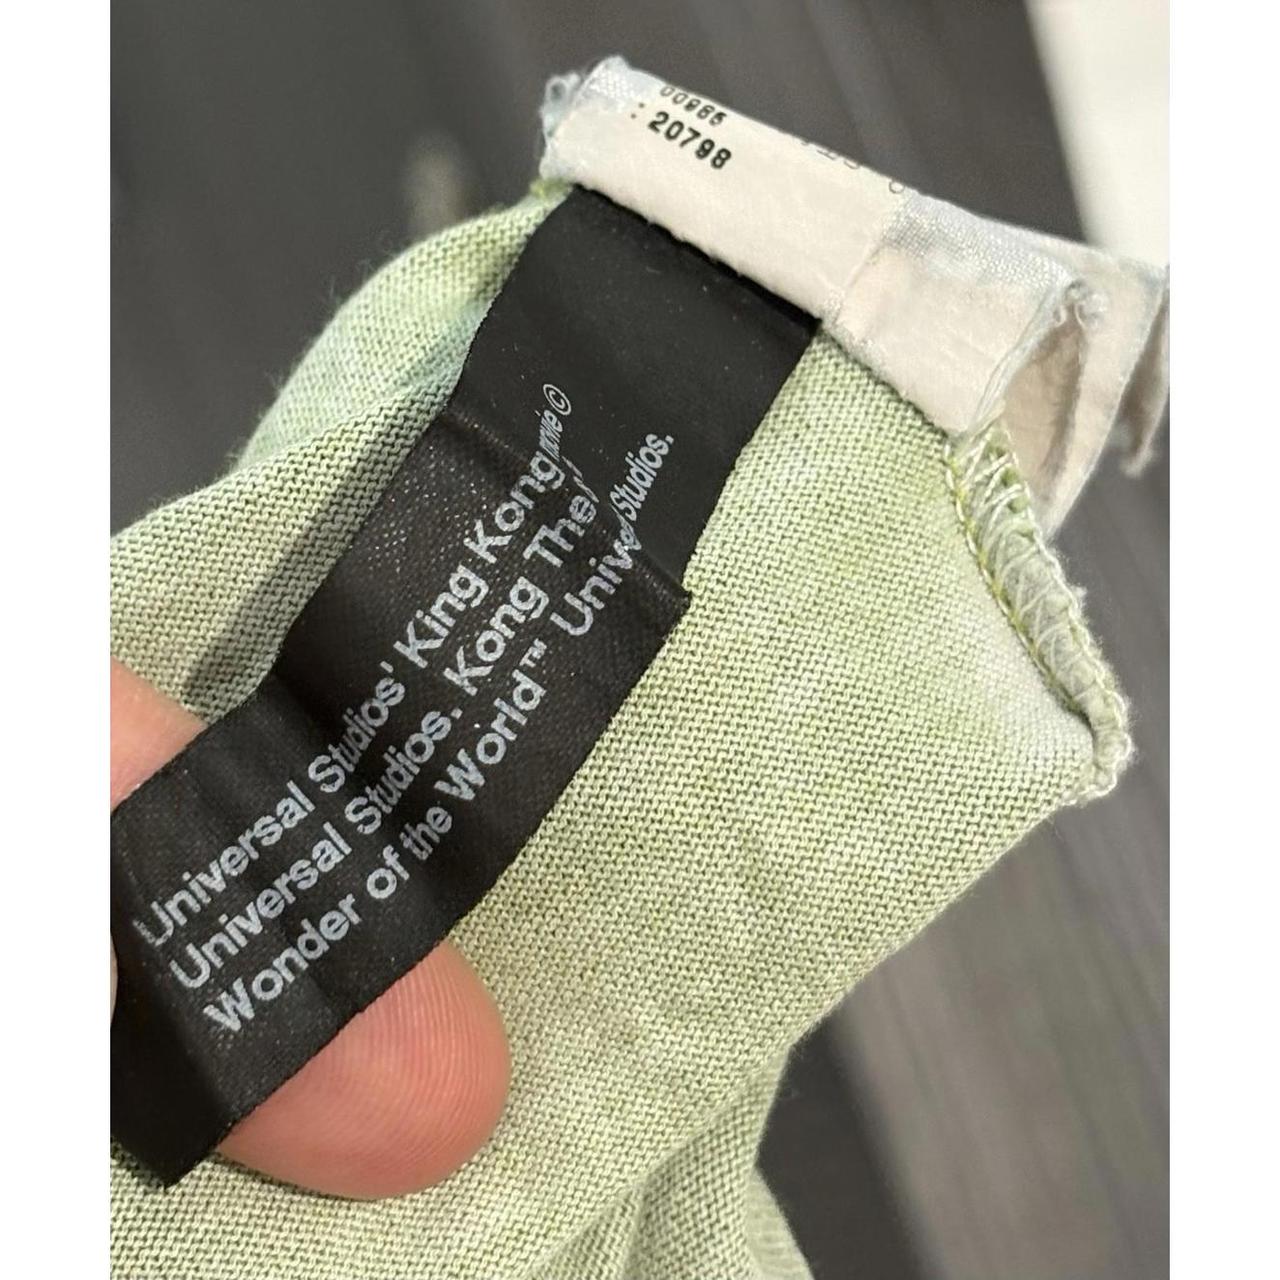 00965
: 20798
Universal Studios' King Kong movie ©
Universal Studios. Kong The
Wonder of the World™ Universal Studios.